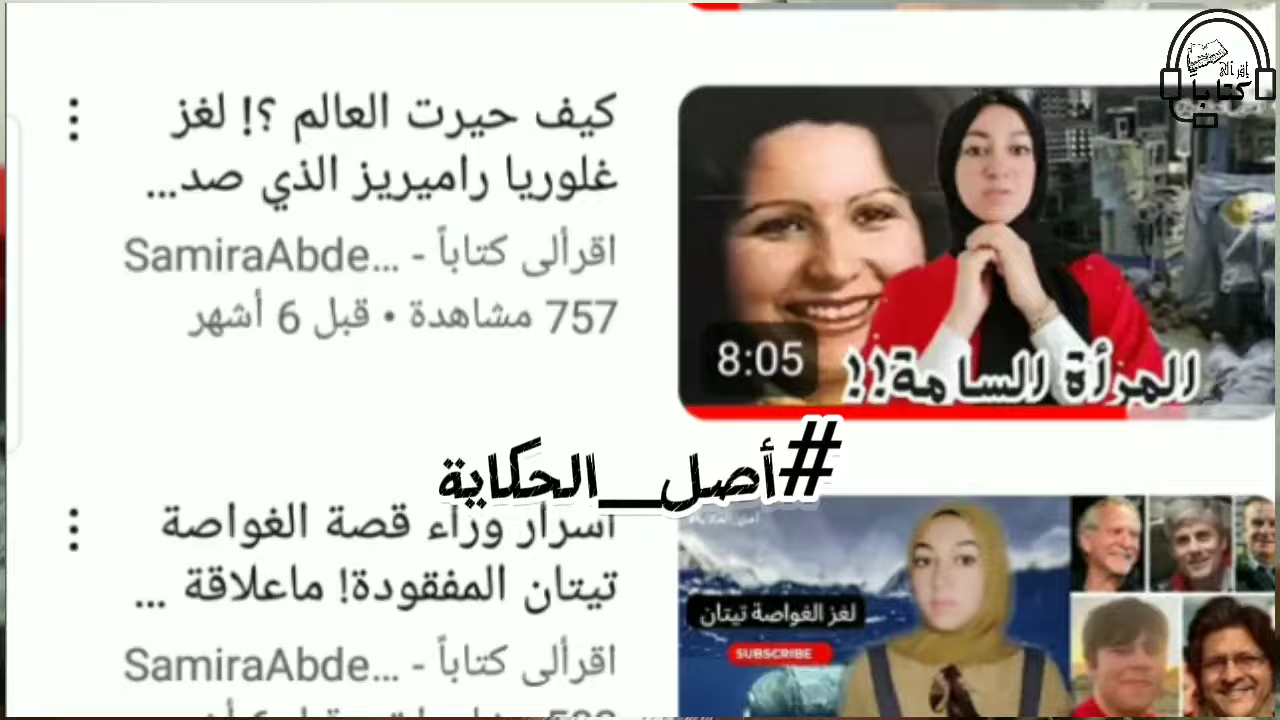 اقرألى
كتاباً
كيف حيرت العالم ؟! لغز
غلوريا راميريز الذي صد...
اقرألى كتاباً - SamiraAbde...
757 مشاهدة • قبل 6 أشهر
8:05
المرأة السامة!!
#أصل_الحكاية
أسرار وراء قصة الغواصة
تيتان المفقودة! ماعلاقة ...
اقرألى كتاباً - SamiraAbde...
لغز الغواصة تيتان
SUBSCRIBE